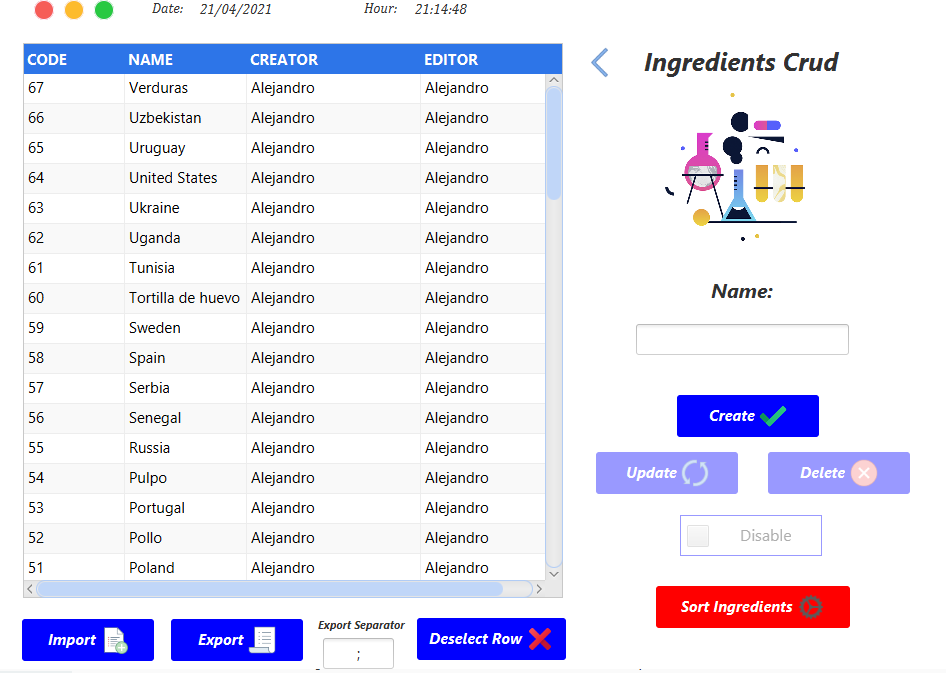 Date: 21/04/2021 Hour: 21:14:48
Ingredients Crud
CODE NAME CREATOR EDITOR
67 Verduras Alejandro Alejandro
66 Uzbekistan Alejandro Alejandro
65 Uruguay Alejandro Alejandro
64 United States Alejandro Alejandro
63 Ukraine Alejandro Alejandro
62 Uganda Alejandro Alejandro
61 Tunisia Alejandro Alejandro
60 Tortilla de huevo Alejandro Alejandro
59 Sweden Alejandro Alejandro
58 Spain Alejandro Alejandro
57 Serbia Alejandro Alejandro
56 Senegal Alejandro Alejandro
55 Russia Alejandro Alejandro
54 Pulpo Alejandro Alejandro
53 Portugal Alejandro Alejandro
52 Pollo Alejandro Alejandro
51 Poland Alejandro Alejandro
Name:
Create
Update Delete
Disable
Sort Ingredients
Import Export Export Separator Deselect Row
;